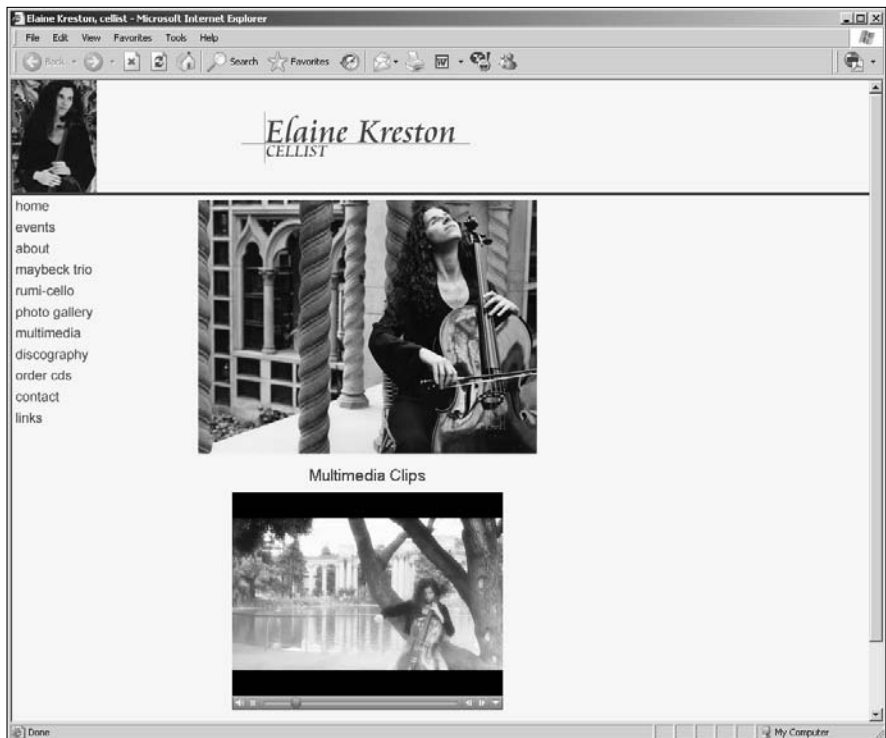 Elaine Kreston, cellist - Microsoft Internet Explorer
File Edit View Favorites Tools Help
Back Search Favorites
Elaine Kreston
CELLIST
home
events
about
maybeck trio
rumi-cello
photo gallery
multimedia
discography
order cds
contact
links
Multimedia Clips
Done My Computer